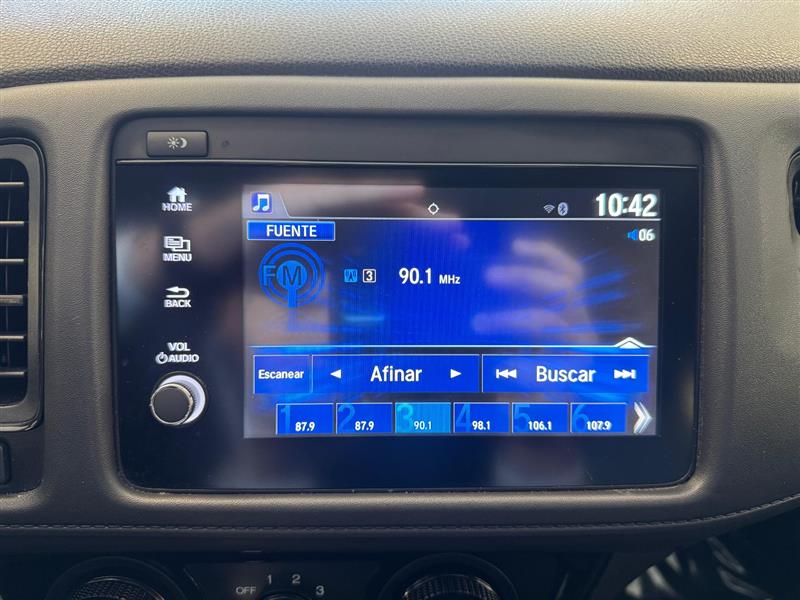 HOME
MENU
BACK
VOL
AUDIO
10:42
FUENTE
06
FM
3
90.1 MHz
Escanear
Afinar
Buscar
1 2 3 4 5 6
87.9 87.9 90.1 98.1 106.1 107.9
OFF 1 2 3